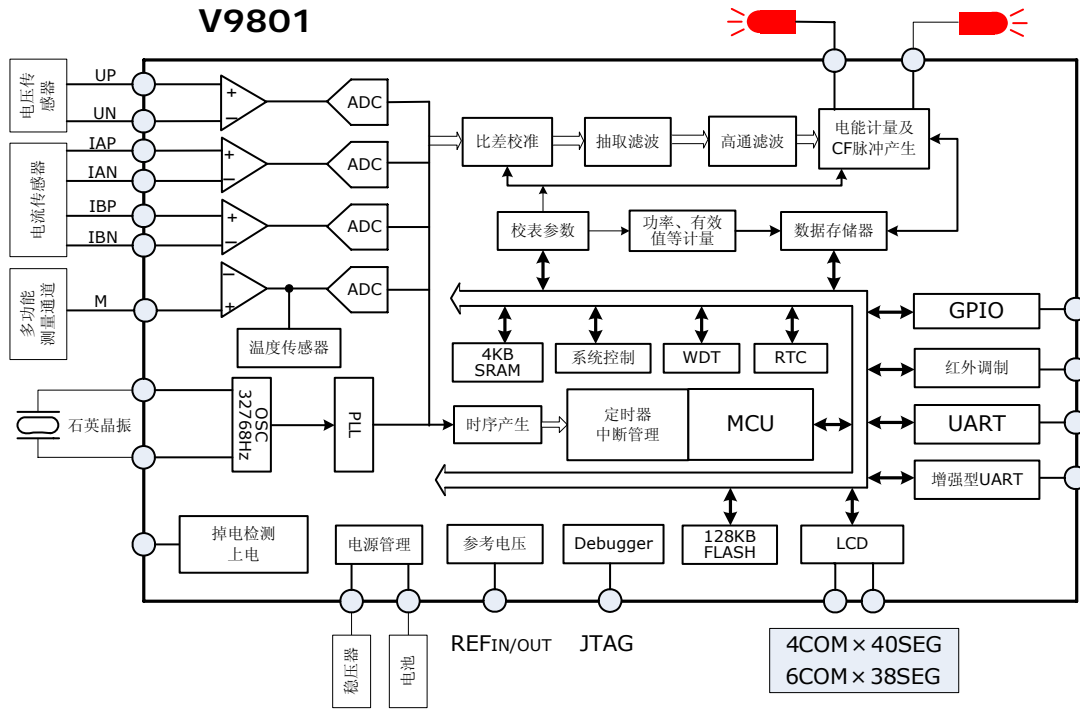 V9801
电压传
感器
UP
UN
ADC
电流传感器
IAP
IAN
ADC
IBP
IBN
ADC
多功能
测量通道
M
ADC
温度传感器
比差校准
抽取滤波
高通滤波
电能计量及
CF脉冲产生
校表参数
功率、有效
值等计量
数据存储器
4KB
SRAM
系统控制
WDT
RTC
GPIO
红外调制
UART
增强型UART
石英晶振
OSC
32768Hz
PLL
时序产生
定时器
中断管理
MCU
掉电检测
上电
电源管理
参考电压
Debugger
128KB
FLASH
LCD
稳压器
电池
REFIN/OUT
JTAG
4COM×40SEG
6COM×38SEG